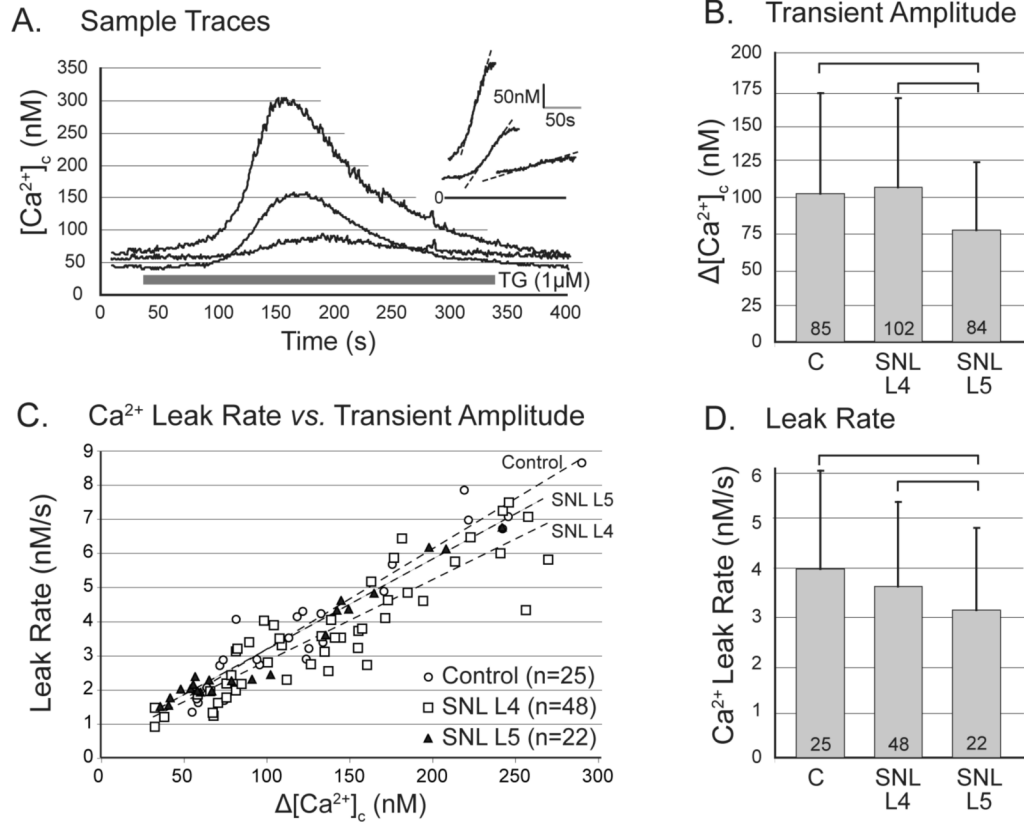 A. Sample Traces
[Ca²⁺]c (nM)
350
300
250
200
150
100
50
0
50nM
50s
0
TG (1µM)
0 50 100 150 200 250 300 350 400
Time (s)
B. Transient Amplitude
Δ[Ca²⁺]c (nM)
200
175
150
125
100
75
50
25
0
85 102 84
C SNL SNL
L4 L5
C. Ca²⁺ Leak Rate vs. Transient Amplitude
Leak Rate (nM/s)
9
8
7
6
5
4
3
2
1
0
Control
SNL L5
SNL L4
Control (n=25)
SNL L4 (n=48)
SNL L5 (n=22)
0 50 100 150 200 250 300
Δ[Ca²⁺]c (nM)
D. Leak Rate
Ca²⁺ Leak Rate (nM/s)
6
5
4
3
2
1
0
25 48 22
C SNL SNL
L4 L5